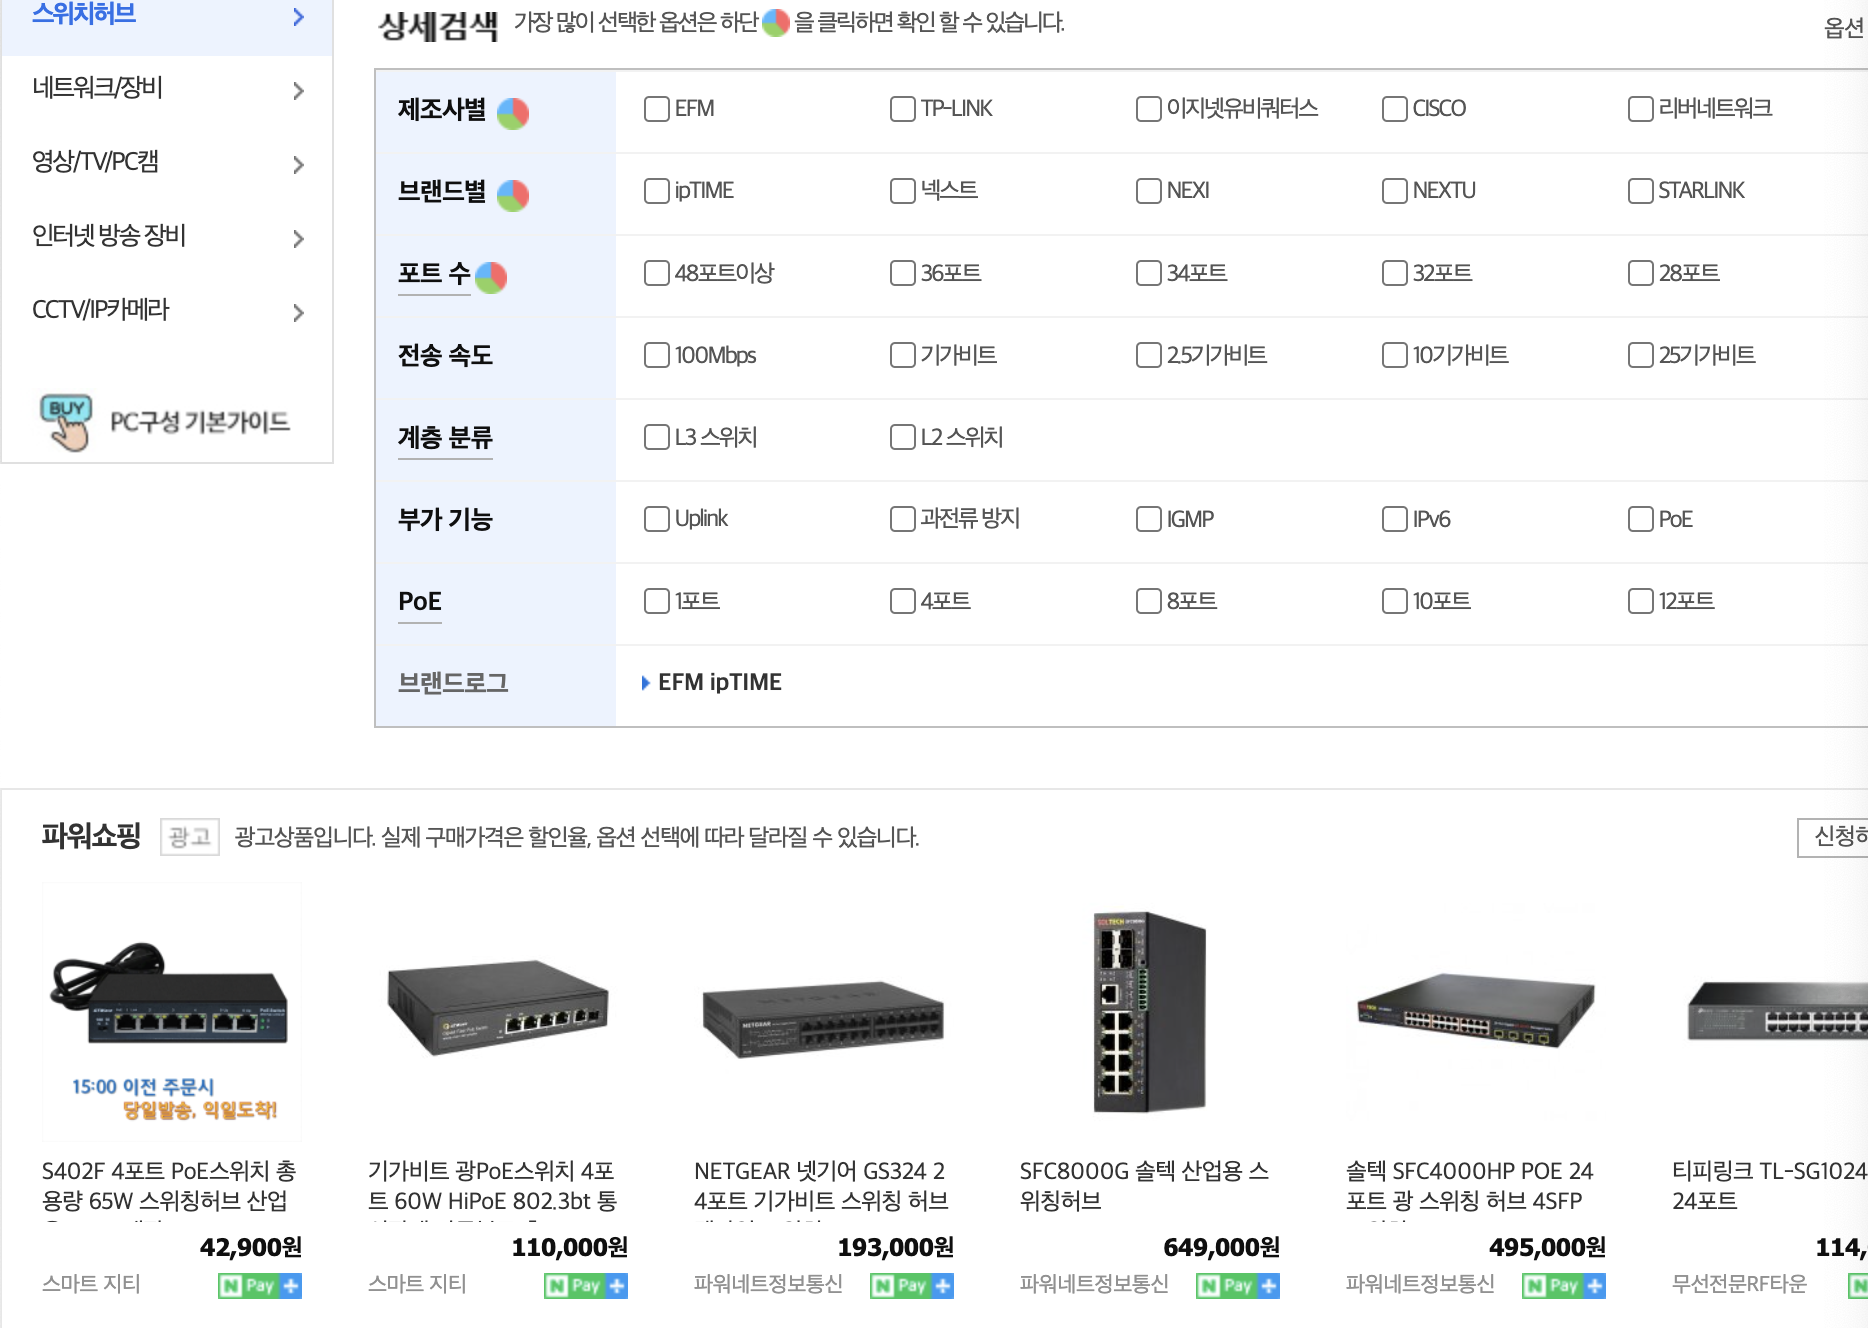 스위치허브
네트워크/장비
영상/TV/PC캠
인터넷 방송 장비
CCTV/IP카메라
BUY PC구성 기본가이드
상세검색 가장 많이 선택한 옵션은 하단 을 클릭하면 확인 할 수 있습니다.
옵션
제조사별 EFM TP-LINK 이지넷유비쿼터스 CISCO 리버네트워크
브랜드별 ipTIME 넥스트 NEXI NEXTU STARLINK
포트 수 48포트이상 36포트 34포트 32포트 28포트
전송 속도 100Mbps 기가비트 2.5기가비트 10기가비트 25기가비트
계층 분류 L3 스위치 L2 스위치
부가 기능 Uplink 과전류 방지 IGMP IPv6 PoE
PoE 1포트 4포트 8포트 10포트 12포트
브랜드로그 EFM ipTIME
파워쇼핑 광고 광고상품입니다. 실제 구매가격은 할인율, 옵션 선택에 따라 달라질 수 있습니다.
신청하
15:00 이전 주문시
당일발송, 익일도착!
NETGEAR
SOLTECH
S402F 4포트 PoE스위치 총
용량 65W 스위칭허브 산업
42,900원
스마트 지티 N Pay +
기가비트 광PoE스위치 4포
트 60W HiPoE 802.3bt 통
110,000원
스마트 지티 N Pay +
NETGEAR 넷기어 GS324 2
4포트 기가비트 스위칭 허브
193,000원
파워네트정보통신 N Pay +
SFC8000G 솔텍 산업용 스
위칭허브
649,000원
파워네트정보통신 N Pay +
솔텍 SFC4000HP POE 24
포트 광 스위칭 허브 4SFP
495,000원
파워네트정보통신 N Pay +
티피링크 TL-SG1024
24포트
114,
무선전문RF타운 N